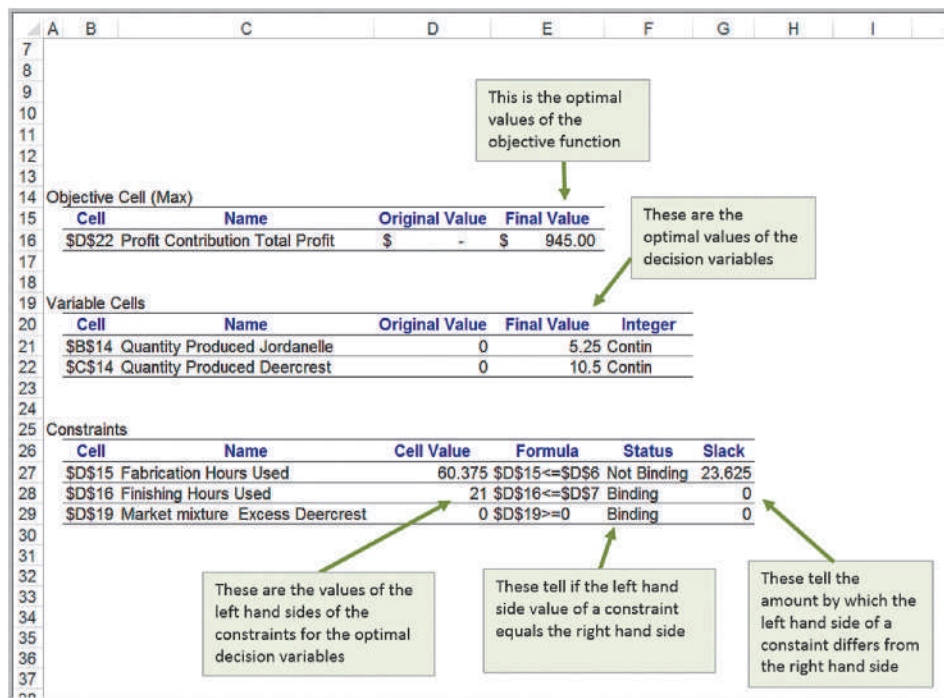 A B C D E F G H I
7
8
9
This is the optimal
10
values of the
11
objective function
12
13
14 Objective Cell (Max)
15 Cell Name Original Value Final Value
These are the
16 $D$22 Profit Contribution Total Profit $ - $ 945.00
optimal values of the
17
decision variables
18
19 Variable Cells
20 Cell Name Original Value Final Value Integer
21 $B$14 Quantity Produced Jordanelle 0 5.25 Contin
22 $C$14 Quantity Produced Deercrest 0 10.5 Contin
23
24
25 Constraints
26 Cell Name Cell Value Formula Status Slack
27 $D$15 Fabrication Hours Used 60.375 $D$15<=$D$6 Not Binding 23.625
28 $D$16 Finishing Hours Used 21 $D$16<=$D$7 Binding 0
29 $D$19 Market mixture Excess Deercrest 0 $D$19>=0 Binding 0
30
31
32
33
34
35
36
37
These are the values of the
left hand sides of the
constraints for the optimal
decision variables
These tell if the left hand
side value of a constraint
equals the right hand side
These tell the
amount by which the
left hand side of a
constaint differs from
the right hand side